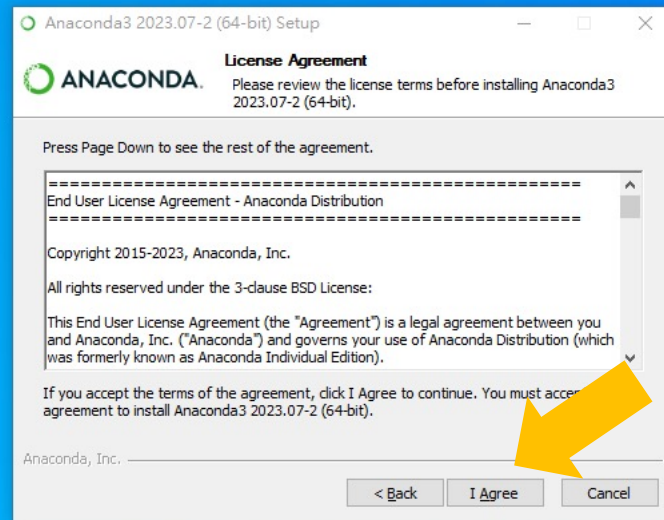 Anaconda3 2023.07-2 (64-bit) Setup
License Agreement
ANACONDA.
Please review the license terms before installing Anaconda3
2023.07-2 (64-bit).
Press Page Down to see the rest of the agreement.
====================================================
End User License Agreement - Anaconda Distribution
====================================================
Copyright 2015-2023, Anaconda, Inc.
All rights reserved under the 3-clause BSD License:
This End User License Agreement (the "Agreement") is a legal agreement between you
and Anaconda, Inc. ("Anaconda") and governs your use of Anaconda Distribution (which
was formerly known as Anaconda Individual Edition).
If you accept the terms of the agreement, click I Agree to continue. You must
agreement to install Anaconda3 2023.07-2 (64-bit).
Anaconda, Inc.
< Back
I Agree
Cancel